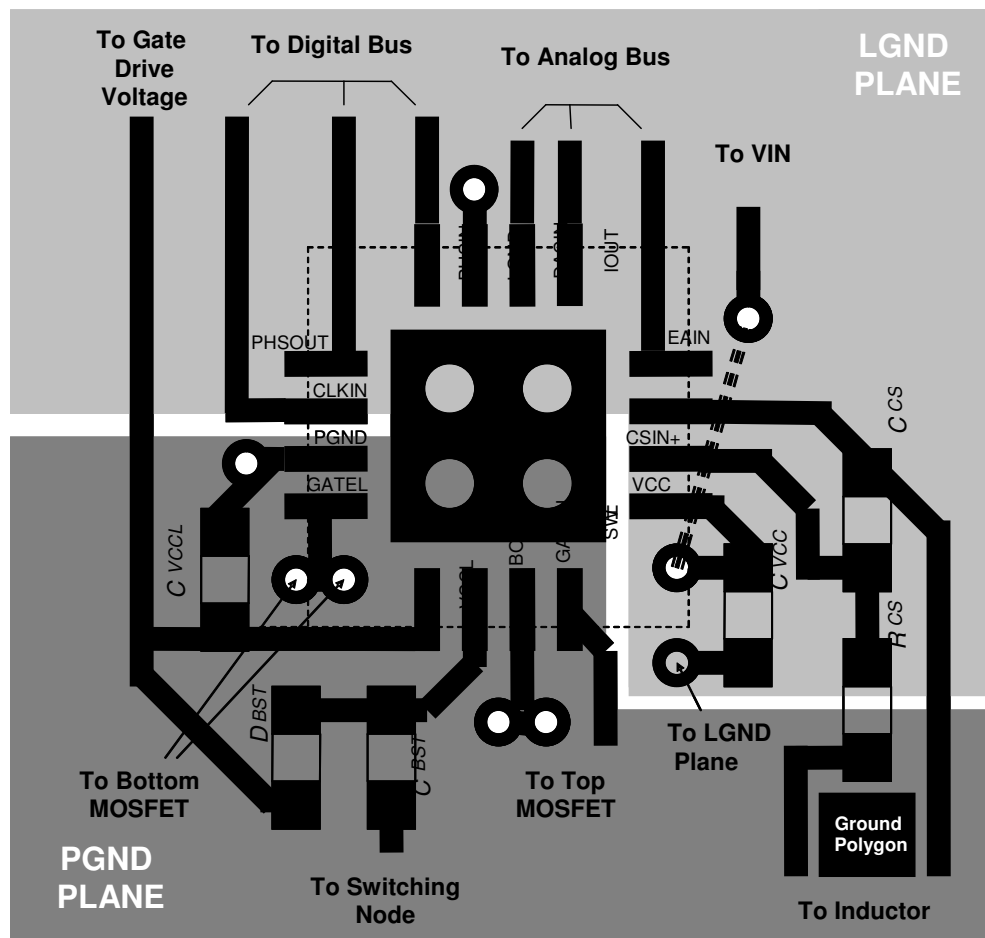 To Gate
Drive
Voltage
To Digital Bus
To Analog Bus
LGND
PLANE
To VIN
IOUT
PHSOUT
EAIN
CLKIN
C CS
PGND
CSIN+
GATEL
VCC
SW
C VCCL
C VCC
R CS
D BST
C BST
To LGND
Plane
To Bottom
MOSFET
To Top
MOSFET
Ground
Polygon
PGND
PLANE
To Switching
Node
To Inductor